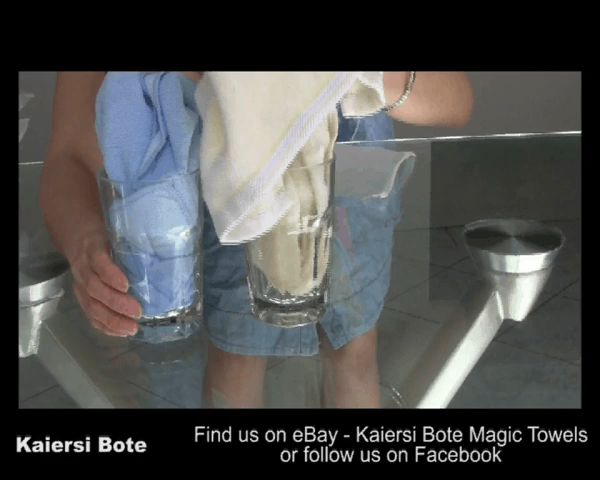 Kaiersi Bote
Find us on eBay - Kaiersi Bote Magic Towels
or follow us on Facebook